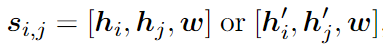 s_{i,j} = [h_i, h_j, w] or [h'_i, h'_j, w].